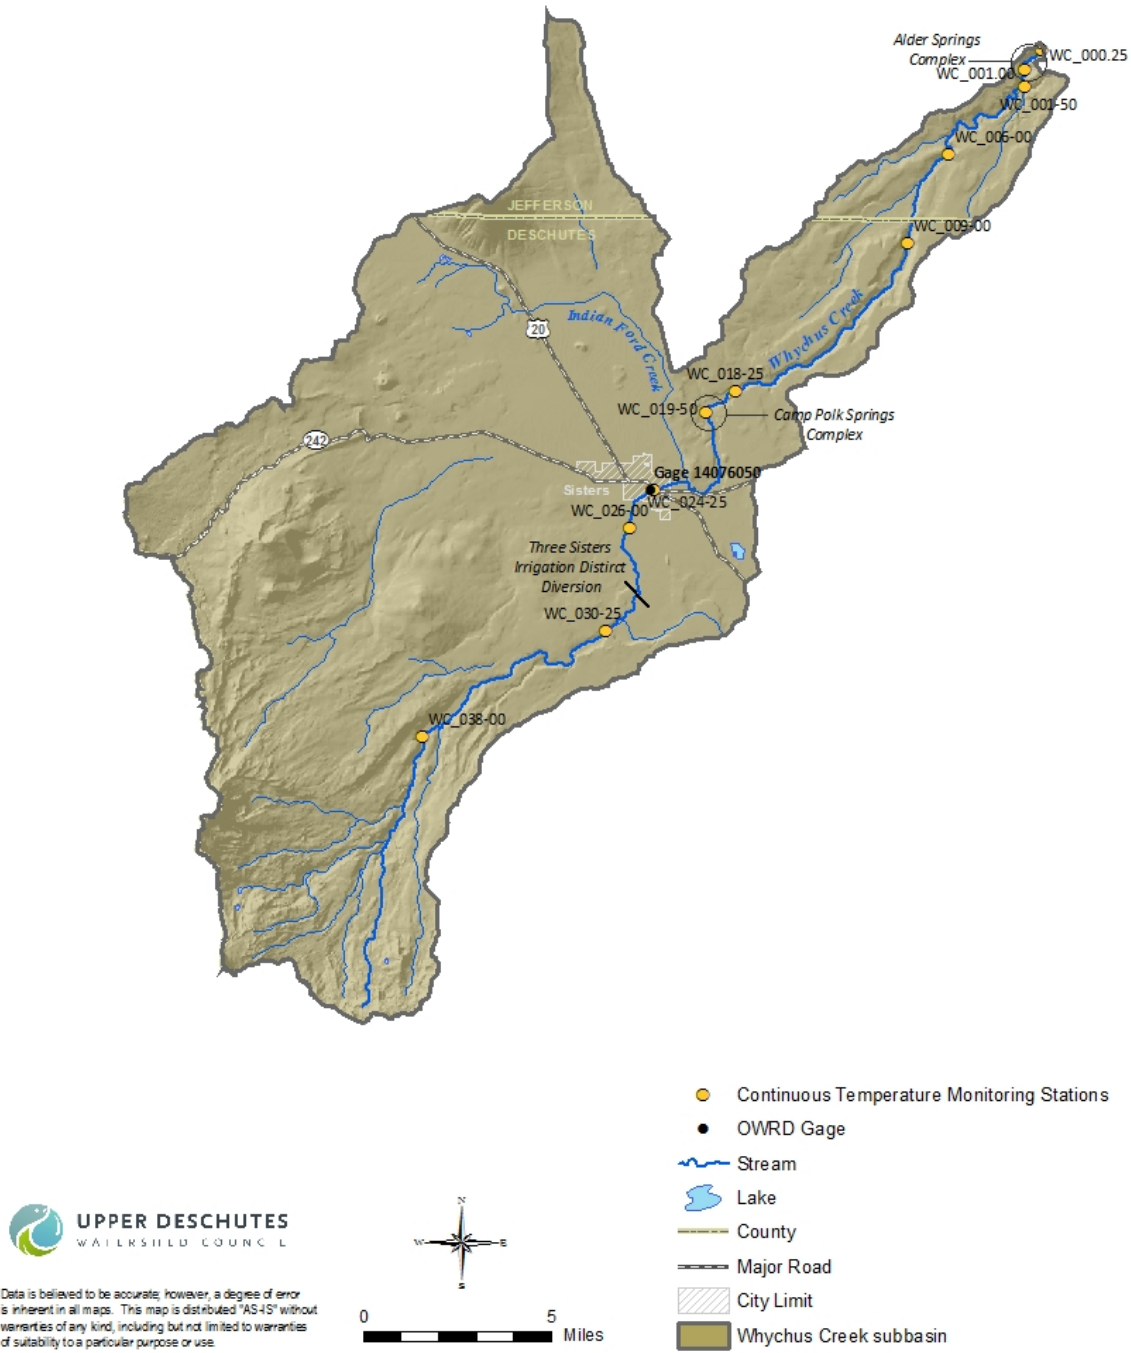 Alder Springs
Complex
WC_000.25
WC_001.00
WC_001-50
WC_006-00
JEFFERSON
DESCHUTES
WC_009-00
Indian Ford Creek
20
Whychus Creek
WC_018-25
WC_019-50
Camp Polk Springs
Complex
242
Gage 14076050
Sisters
WC_024-25
WC_026-00
Three Sisters
Irrigation Distirct
Diversion
WC_030-25
WC_038-00
Continuous Temperature Monitoring Stations
OWRD Gage
Stream
Lake
County
Major Road
City Limit
Whychus Creek subbasin
UPPER DESCHUTES
WATERSHED COUNCIL
N
W
E
S
Data is believed to be accurate; however, a degree of error
is inherent in all maps. This map is distributed "AS-IS" without
warranties of any kind, including but not limited to warranties
of suitability to a particular purpose or use.
0 5
Miles